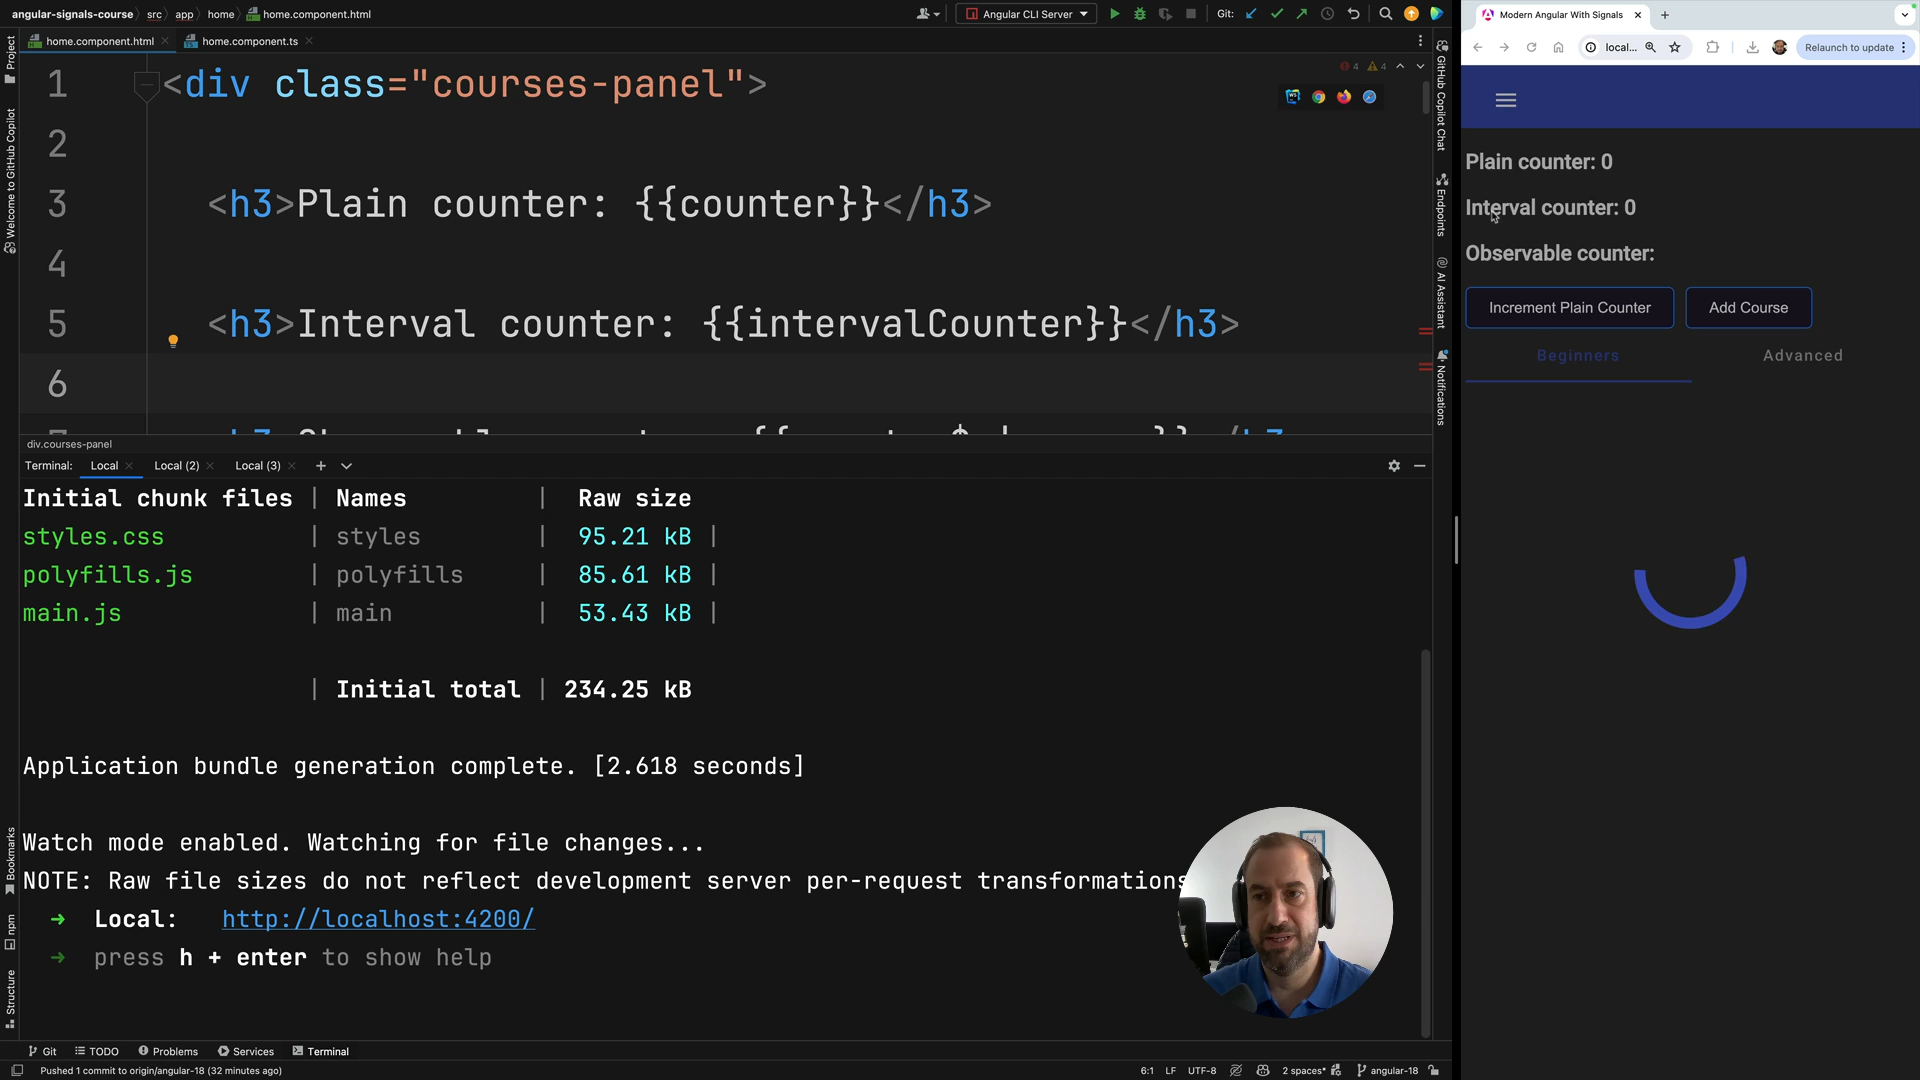 angular-signals-course
src
app
home
home.component.html
Angular CLI Server
Git:
home.component.html
home.component.ts
Project
Welcome to GitHub Copilot
Bookmarks
npm
Structure
4 4
1 <div class="courses-panel">
2
3 <h3>Plain counter: {{counter}}</h3>
4
5 <h3>Interval counter: {{intervalCounter}}</h3>
6
div.courses-panel
Terminal: Local Local (2) Local (3)
Initial chunk files | Names | Raw size
styles.css | styles | 95.21 kB |
polyfills.js | polyfills | 85.61 kB |
main.js | main | 53.43 kB |
| Initial total | 234.25 kB
Application bundle generation complete. [2.618 seconds]
Watch mode enabled. Watching for file changes...
NOTE: Raw file sizes do not reflect development server per-request transformations
➜ Local: http://localhost:4200/
➜ press h + enter to show help
Git TODO Problems Services Terminal
Pushed 1 commit to origin/angular-18 (32 minutes ago)
6:1 LF UTF-8 2 spaces* angular-18
GitHub Copilot Chat
Endpoints
AI Assistant
Notifications
Modern Angular With Signals
local...
Relaunch to update
Plain counter: 0
Interval counter: 0
Observable counter:
Increment Plain Counter
Add Course
Beginners
Advanced